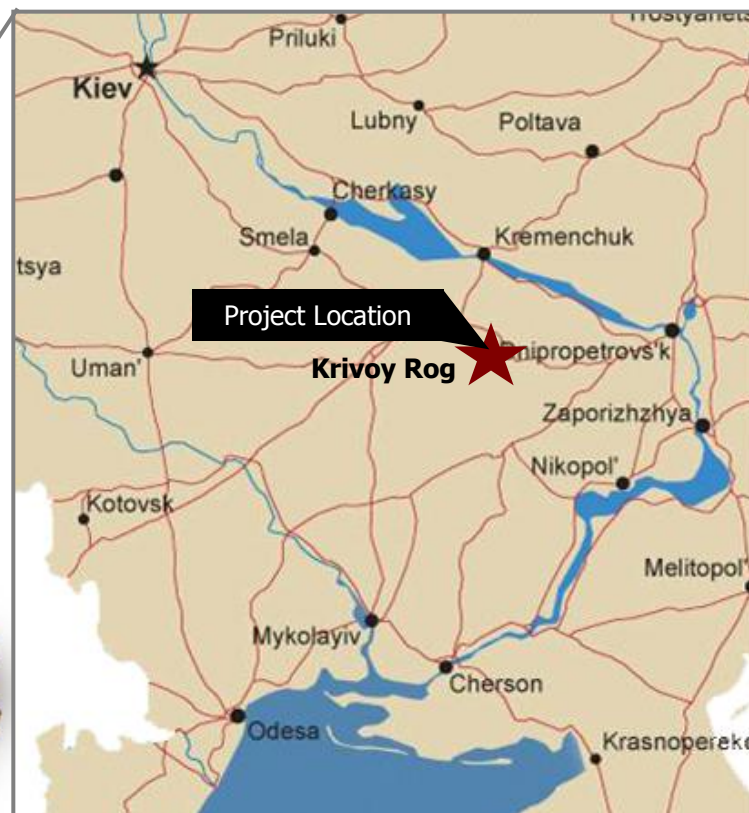 Trostyanets
Priluki
Kiev
Lubny
Poltava
Cherkasy
Smela
Kremenchuk
tsya
Project Location
Dnipropetrovs'k
Uman'
Krivoy Rog
Zaporizhzhya
Nikopol'
Kotovsk
Melitopol'
Mykolayiv
Cherson
Odesa
Krasnopereko